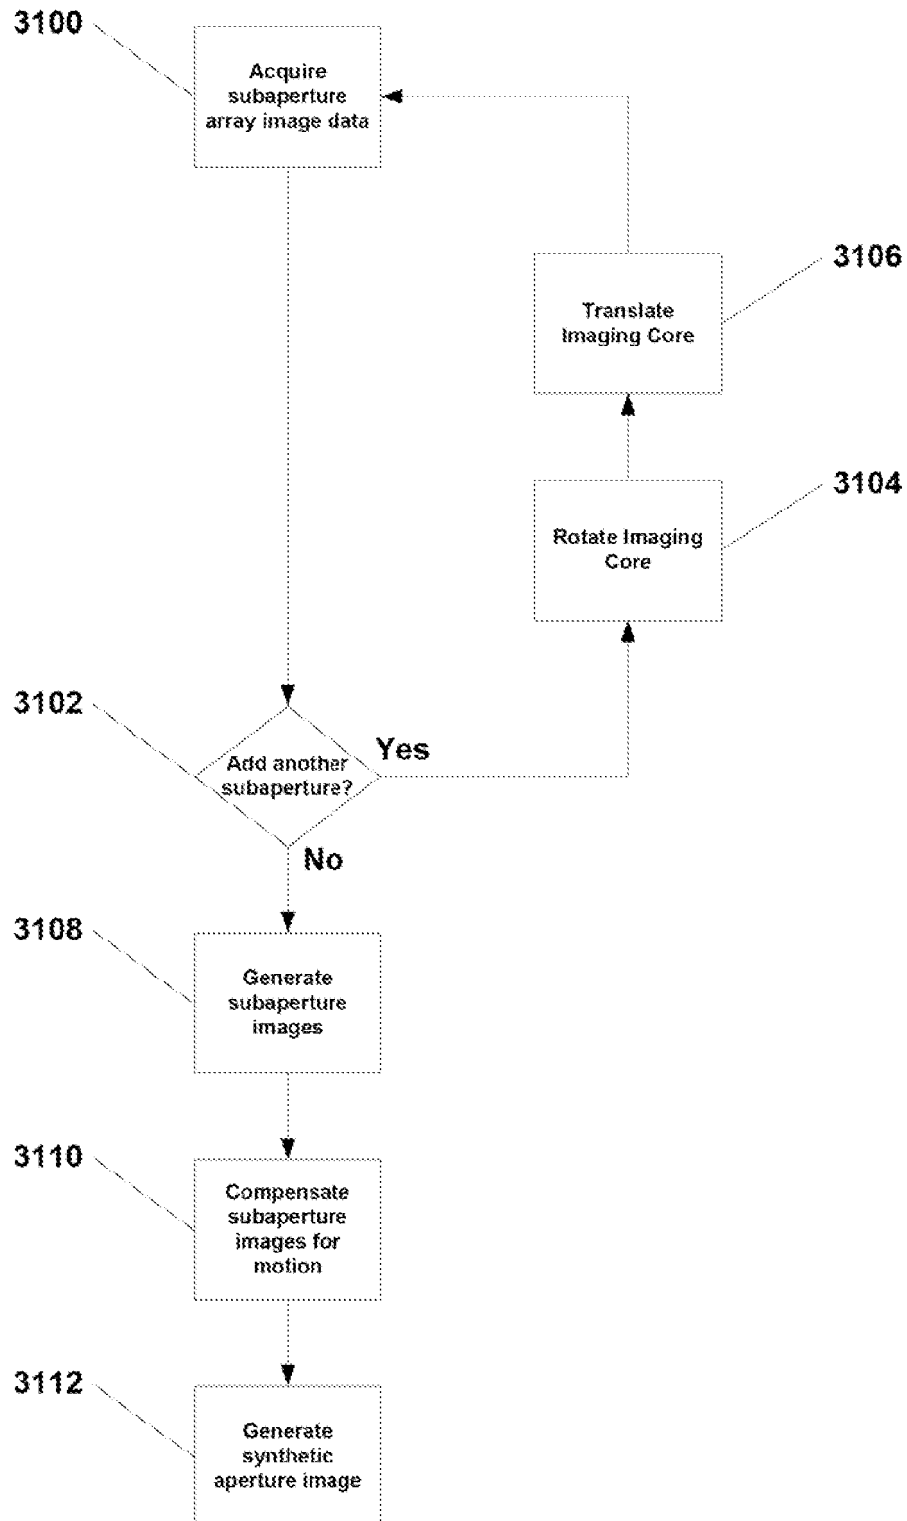 3100
Acquire
subaperture
array image data
3106
Translate
Imaging Core
3104
Rotate Imaging
Core
3102
Add another
subaperture?
Yes
No
3108
Generate
subaperture
images
3110
Compensate
subaperture
images for
motion
3112
Generate
synthetic
aperture image